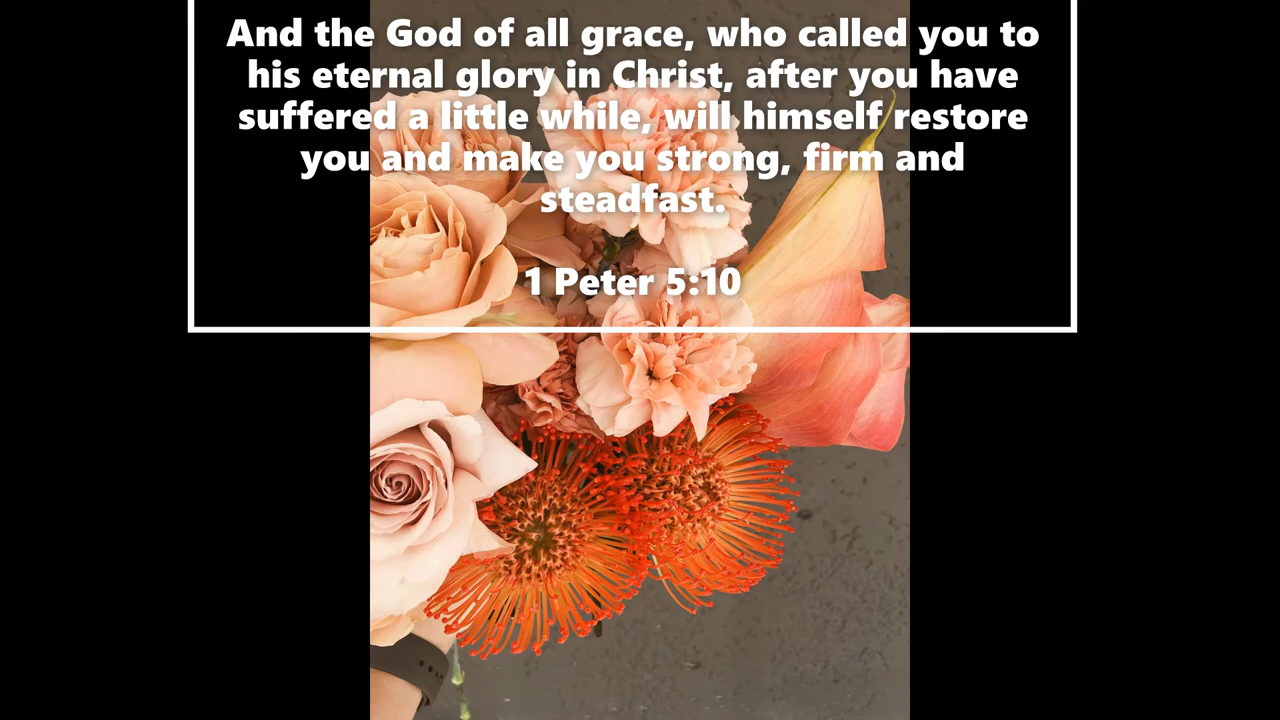 And the God of all grace, who called you to
his eternal glory in Christ, after you have
suffered a little while, will himself restore
you and make you strong, firm and
steadfast.
1 Peter 5:10